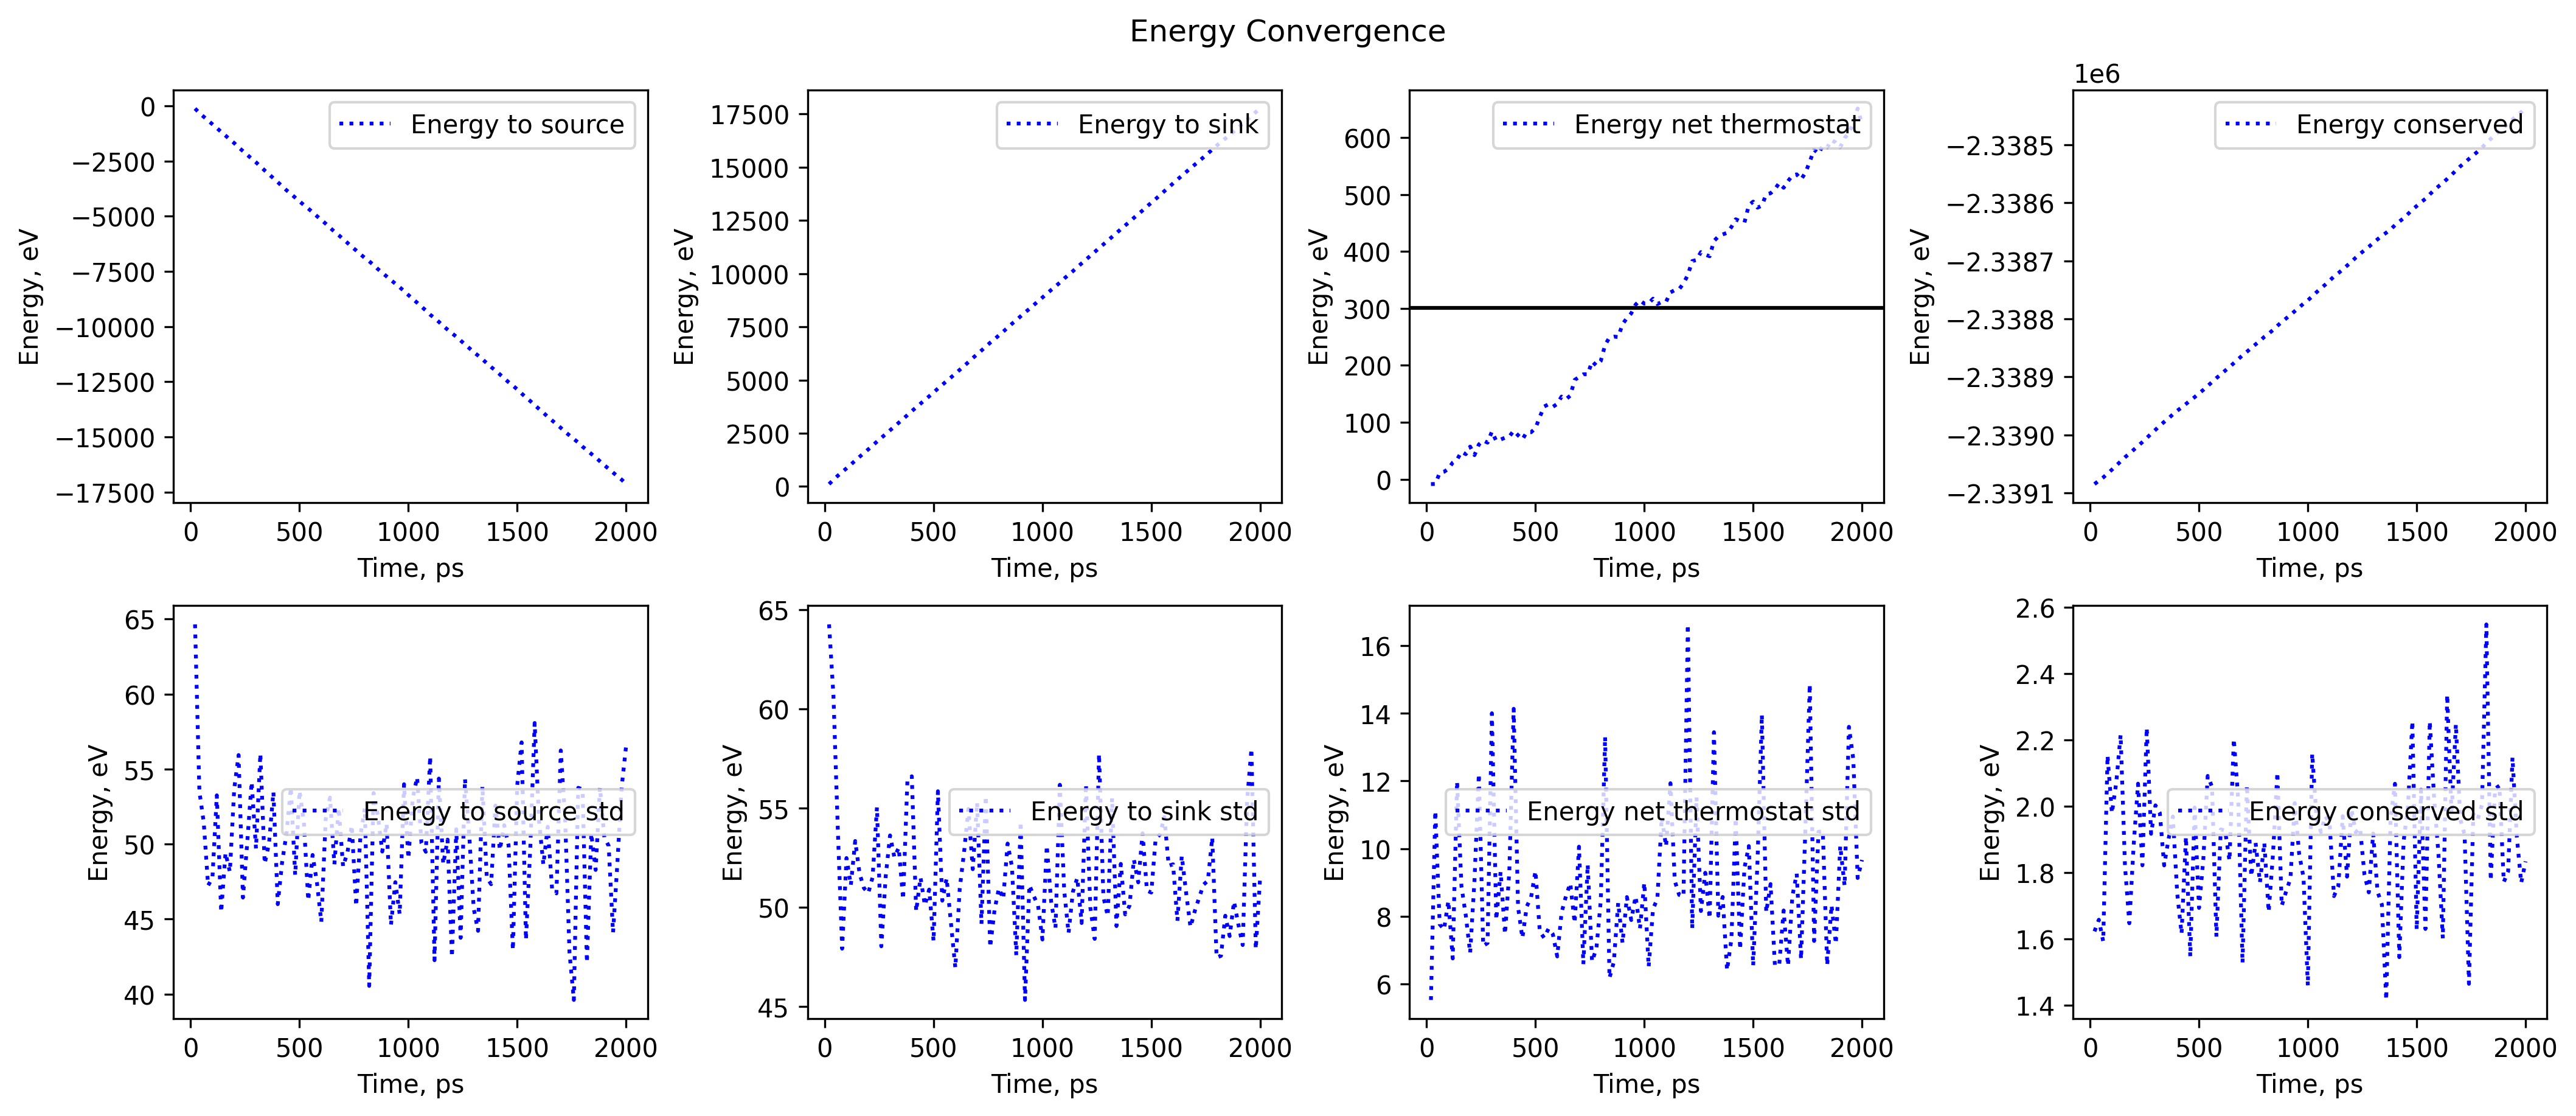 Energy Convergence
0
−2500
−5000
−7500
−10000
−12500
−15000
−17500
Energy, eV
Energy to source
0 500 1000 1500 2000
Time, ps
17500
15000
12500
10000
7500
5000
2500
0
Energy, eV
Energy to sink
0 500 1000 1500 2000
Time, ps
600
500
400
300
200
100
0
Energy, eV
Energy net thermostat
0 500 1000 1500 2000
Time, ps
1e6
−2.3385
−2.3386
−2.3387
−2.3388
−2.3389
−2.3390
−2.3391
Energy, eV
Energy conserved
0 500 1000 1500 2000
Time, ps
65
60
55
50
45
40
Energy, eV
Energy to source std
0 500 1000 1500 2000
Time, ps
65
60
55
50
45
Energy, eV
Energy to sink std
0 500 1000 1500 2000
Time, ps
16
14
12
10
8
6
Energy, eV
Energy net thermostat std
0 500 1000 1500 2000
Time, ps
2.6
2.4
2.2
2.0
1.8
1.6
1.4
Energy, eV
Energy conserved std
0 500 1000 1500 2000
Time, ps